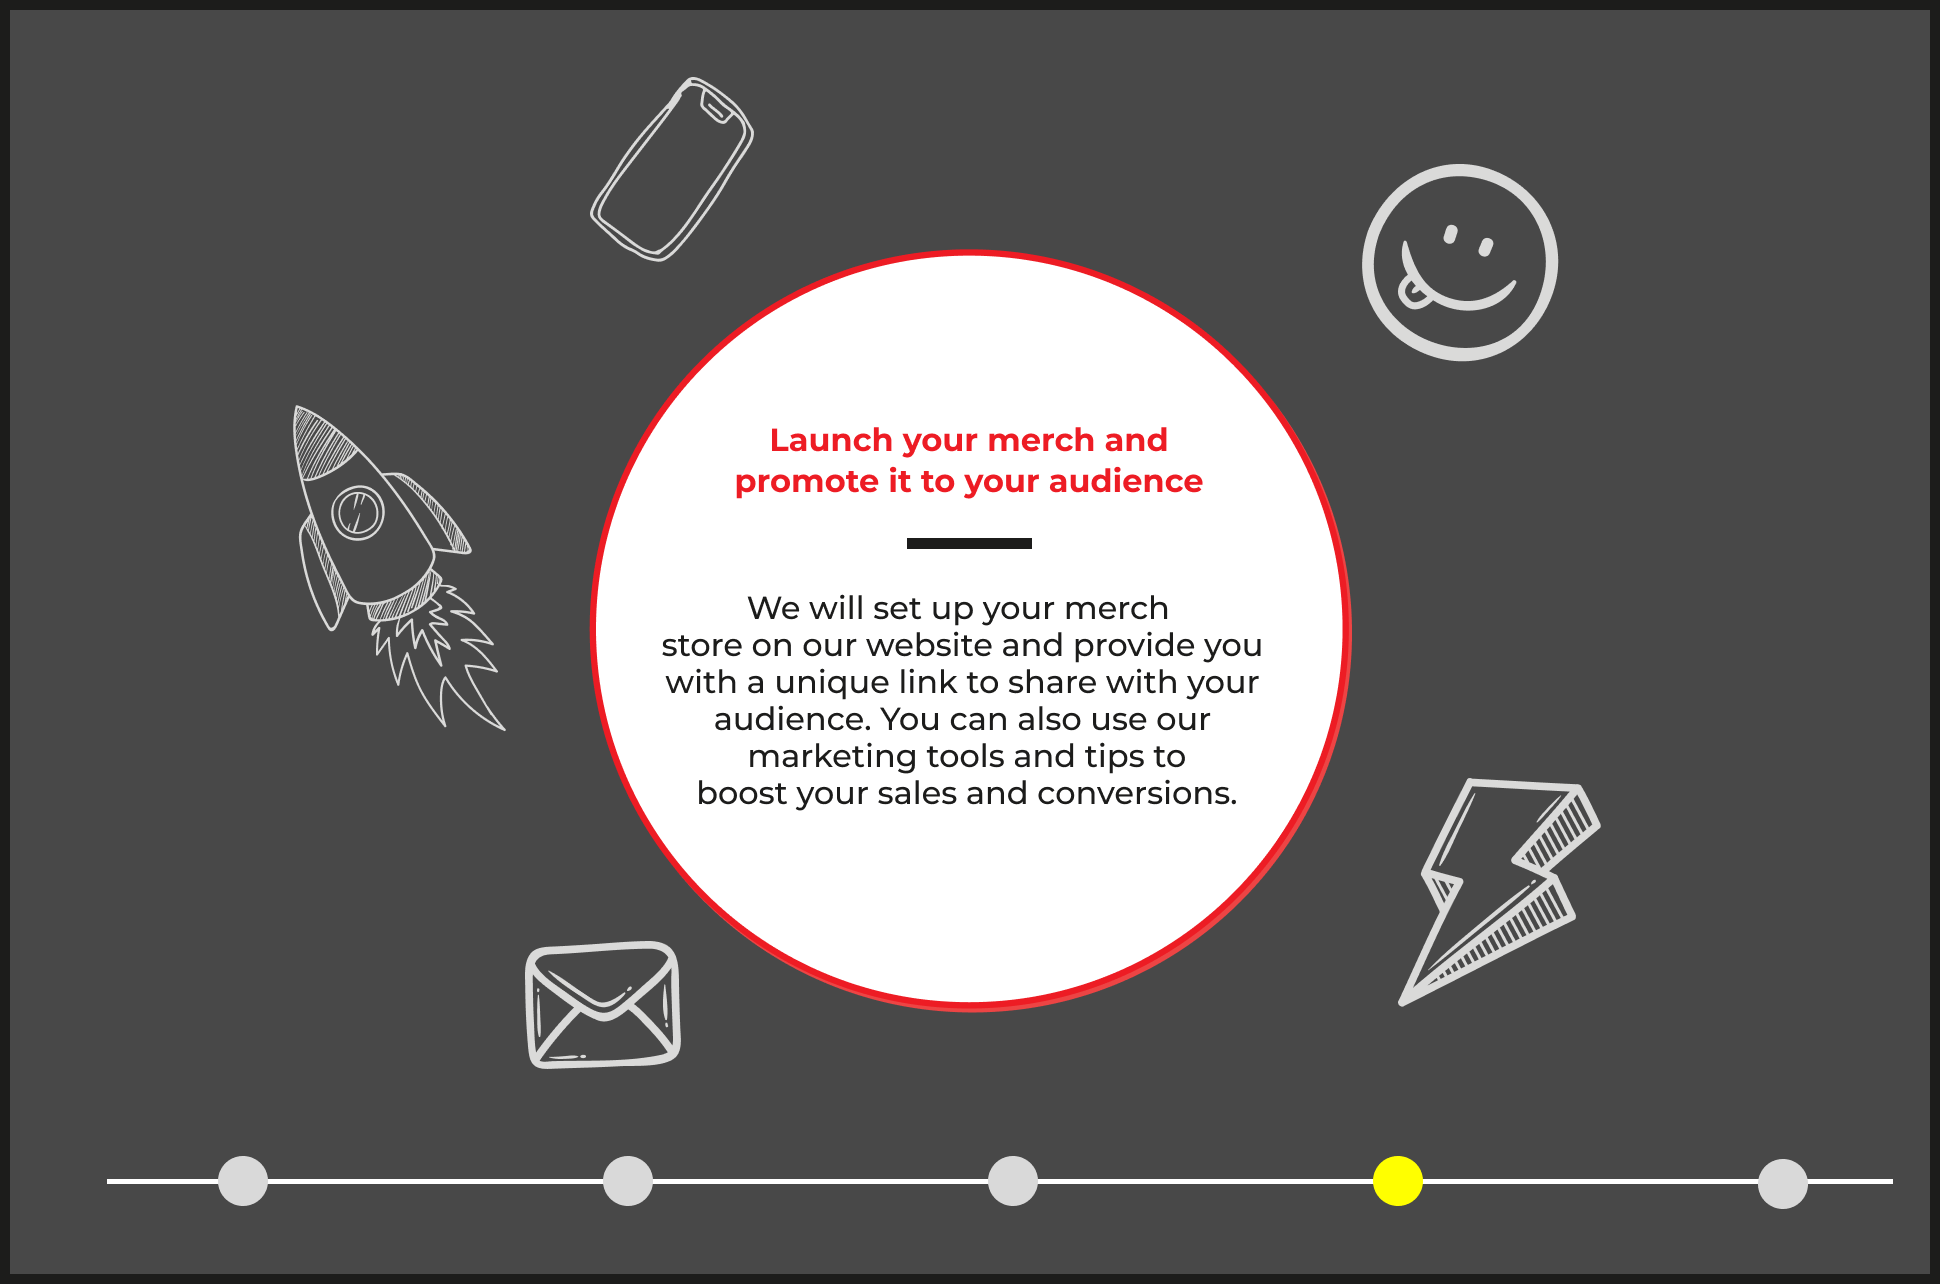 Launch your merch and
promote it to your audience
We will set up your merch
store on our website and provide you
with a unique link to share with your
audience. You can also use our
marketing tools and tips to
boost your sales and conversions.